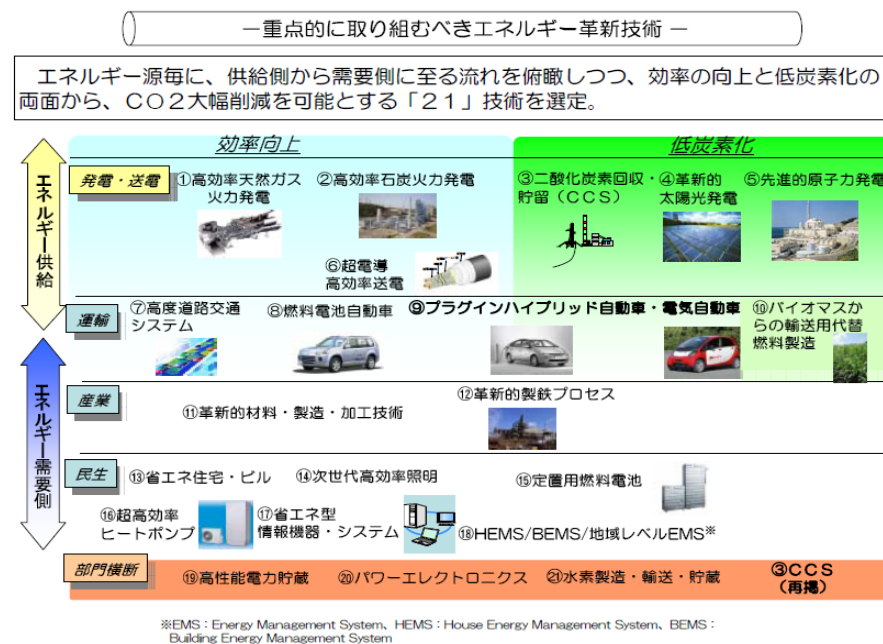 －重点的に取り組むべきエネルギー革新技術－
エネルギー源毎に、供給側から需要側に至る流れを俯瞰しつつ、効率の向上と低炭素化の
両面から、ＣＯ２大幅削減を可能とする「２１」技術を選定。
効率向上
低炭素化
エネルギー供給
発電・送電
①高効率天然ガス
火力発電
②高効率石炭火力発電
③二酸化炭素回収・
貯留（ＣＣＳ）
④革新的
太陽光発電
⑤先進的原子力発電
⑥超電導
高効率送電
運輸
⑦高度道路交通
システム
⑧燃料電池自動車
⑨プラグインハイブリッド自動車・電気自動車
⑩バイオマスか
らの輸送用代替
燃料製造
エネルギー需要側
産業
⑪革新的材料・製造・加工技術
⑫革新的製鉄プロセス
民生
⑬省エネ住宅・ビル
⑭次世代高効率照明
⑮定置用燃料電池
⑯超高効率
ヒートポンプ
⑰省エネ型
情報機器・システム
⑱HEMS/BEMS/地域レベルEMS※
部門横断
⑲高性能電力貯蔵
⑳パワーエレクトロニクス
㉑水素製造・輸送・貯蔵
③ＣＣＳ
（再掲）
※EMS：Energy Management System、HEMS：House Energy Management System、BEMS：
Building Energy Management System